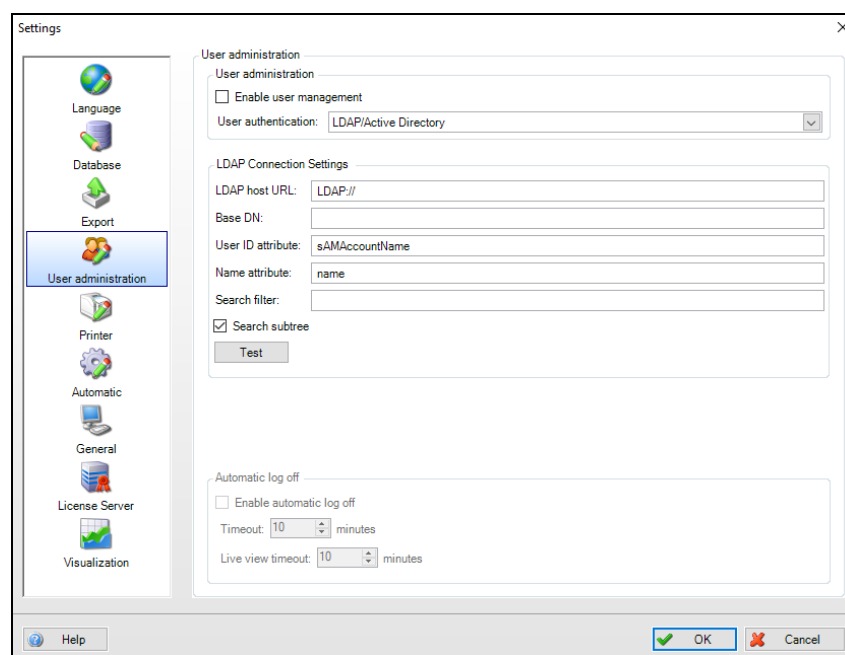 Settings
Language
Database
Export
User administration
Printer
Automatic
General
License Server
Visualization
User administration
User administration
Enable user management
User authentication: LDAP/Active Directory
LDAP Connection Settings
LDAP host URL: LDAP://
Base DN:
User ID attribute: sAMAccountName
Name attribute: name
Search filter:
Search subtree
Test
Automatic log off
Enable automatic log off
Timeout: 10 minutes
Live view timeout: 10 minutes
Help
OK
Cancel